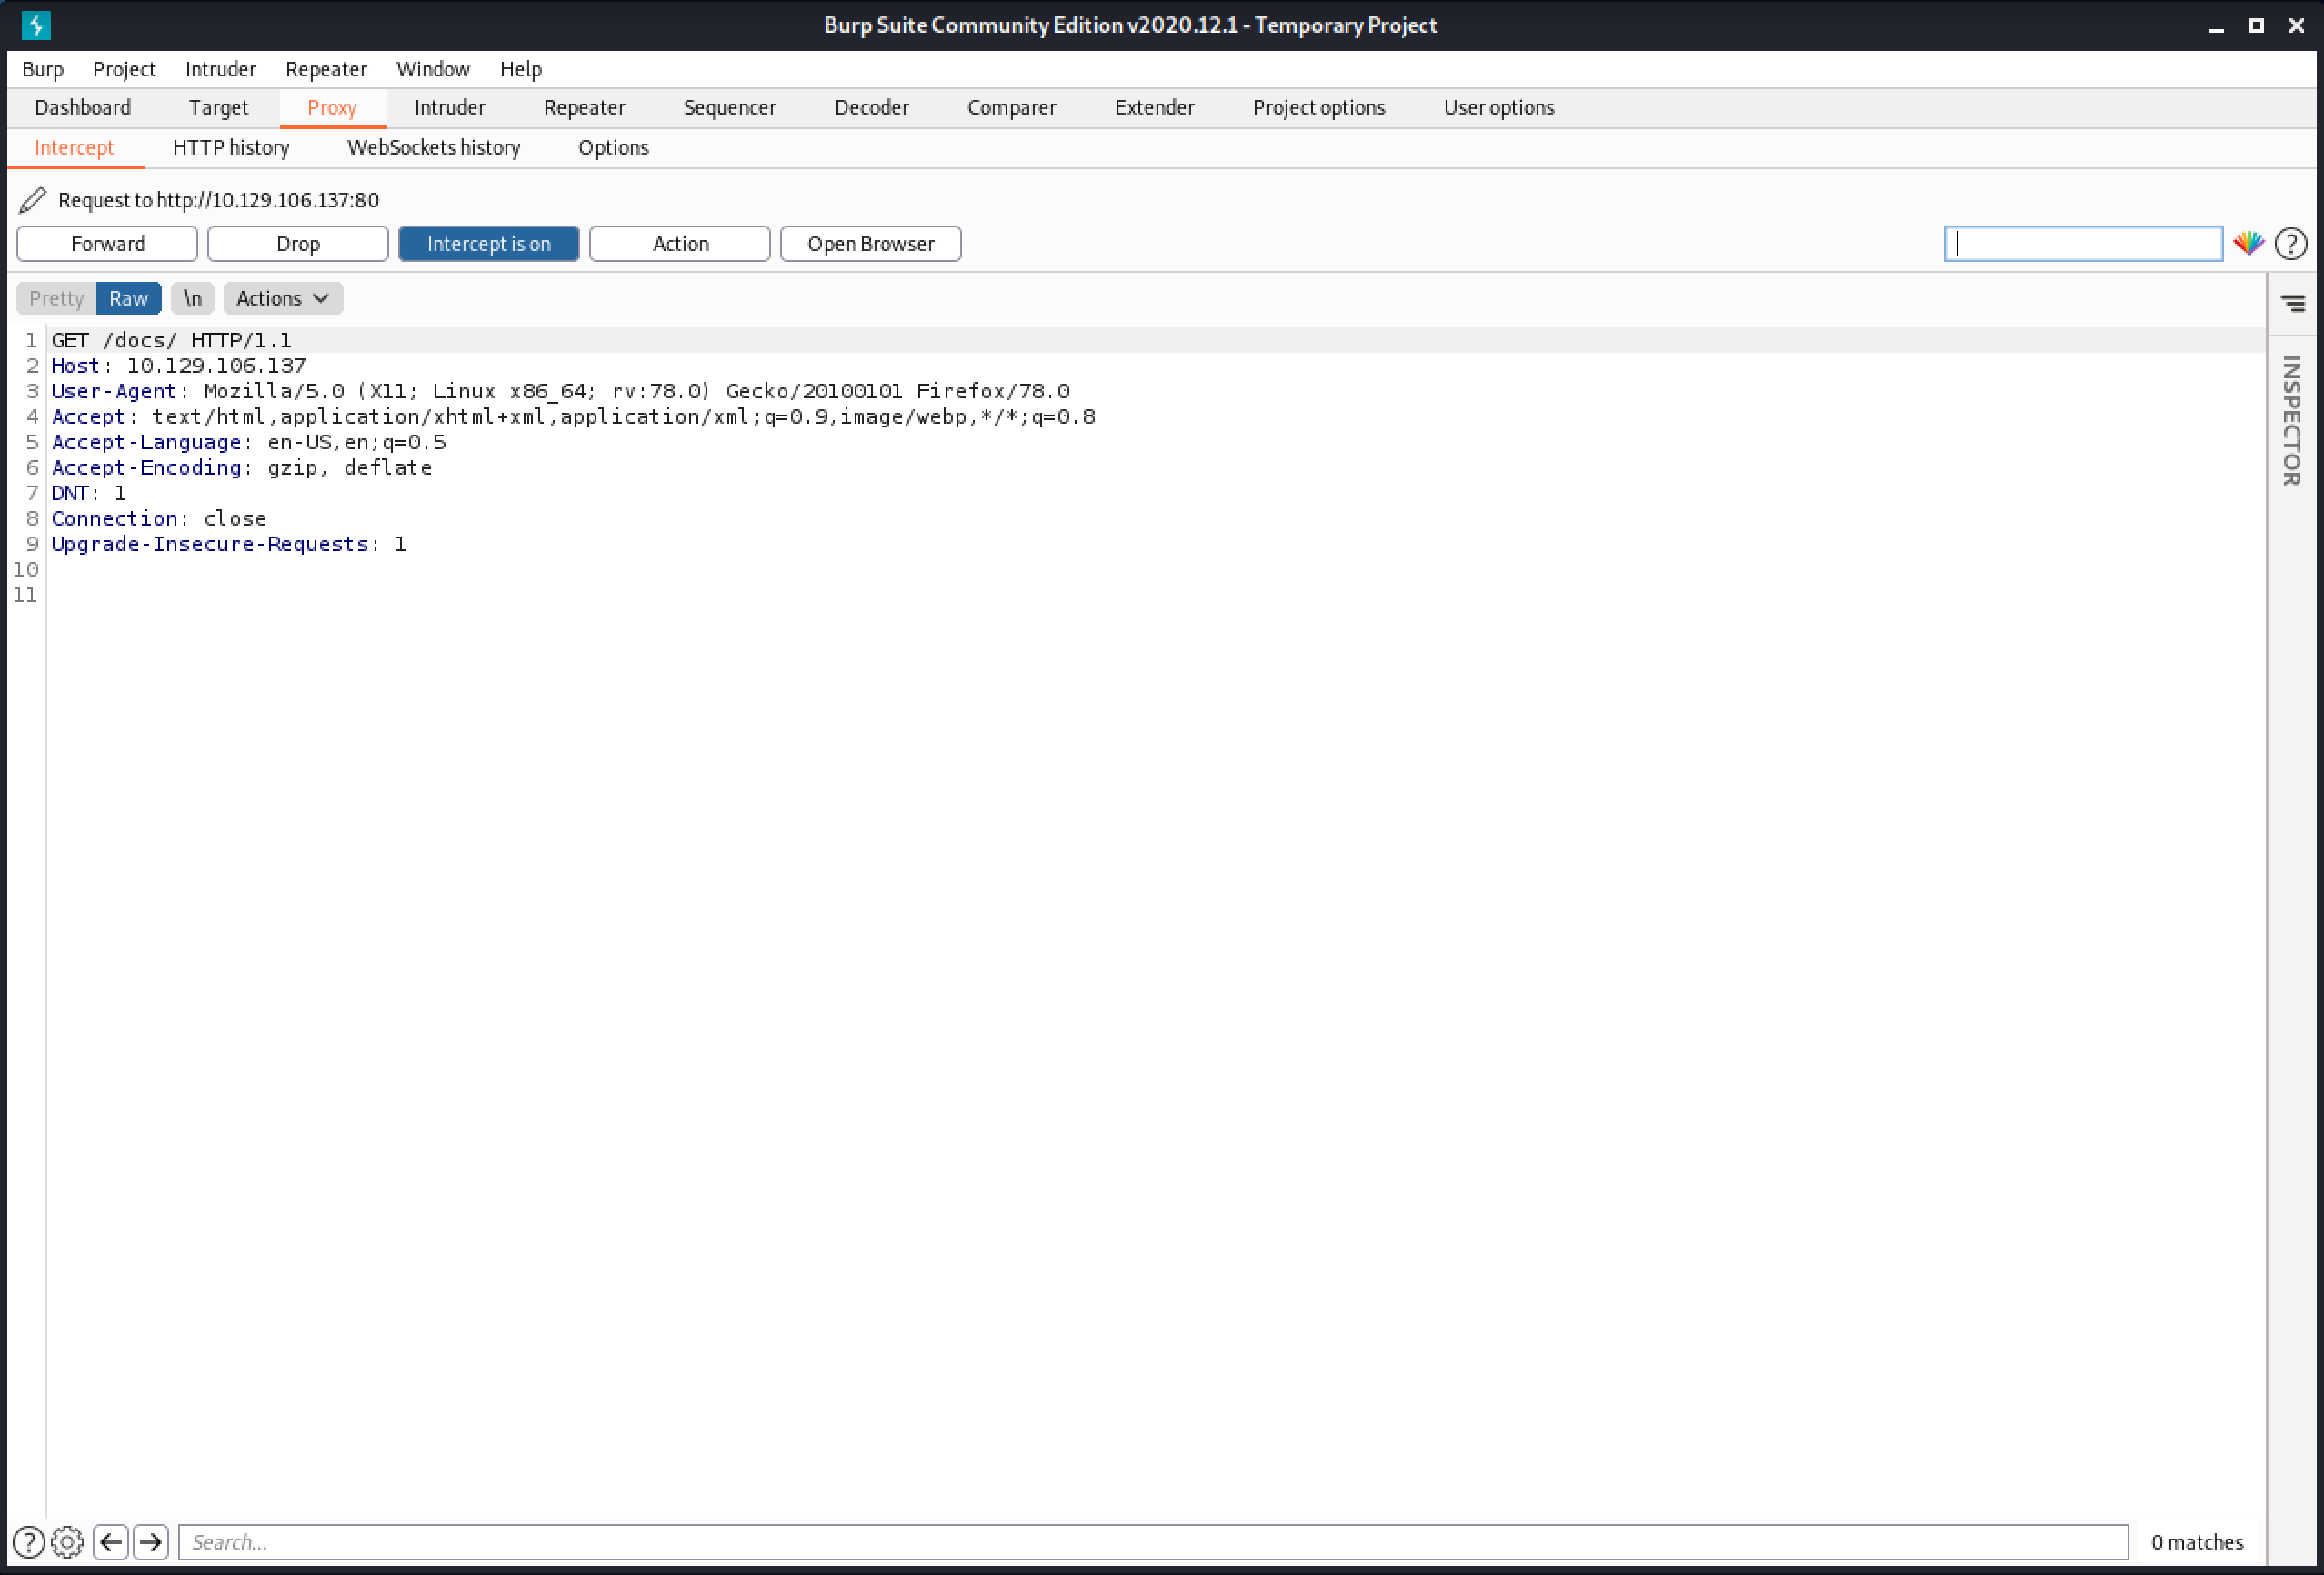 Burp Suite Community Edition v2020.12.1 - Temporary Project
Burp Project Intruder Repeater Window Help
Dashboard Target Proxy Intruder Repeater Sequencer Decoder Comparer Extender Project options User options
Intercept HTTP history WebSockets history Options
Request to http://10.129.106.137:80
Forward Drop Intercept is on Action Open Browser ?
Pretty Raw \n Actions
1 GET /docs/ HTTP/1.1
2 Host: 10.129.106.137
3 User-Agent: Mozilla/5.0 (X11; Linux x86_64; rv:78.0) Gecko/20100101 Firefox/78.0
4 Accept: text/html,application/xhtml+xml,application/xml;q=0.9,image/webp,*/*;q=0.8
5 Accept-Language: en-US,en;q=0.5
6 Accept-Encoding: gzip, deflate
7 DNT: 1
8 Connection: close
9 Upgrade-Insecure-Requests: 1
10
11
INSPECTOR
? Search... 0 matches